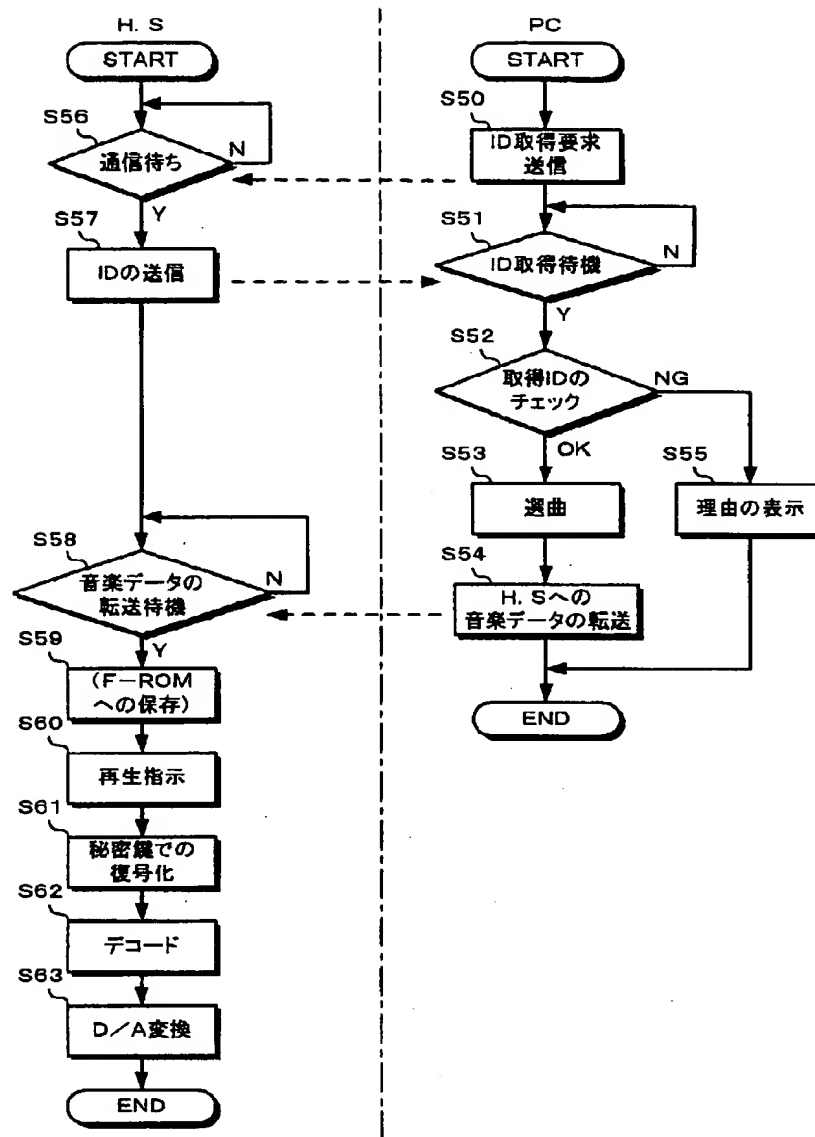 H. S
START
S56
通信待ち
N
Y
S57
IDの送信
S58
音楽データの
転送待機
N
Y
S59
(F-ROM
への保存)
S60
再生指示
S61
秘密鍵での
復号化
S62
デコード
S63
D/A変換
END
PC
START
S50
ID取得要求
送信
S51
ID取得待機
N
Y
S52
取得IDの
チェック
NG
OK
S53
選曲
S55
理由の表示
S54
H. Sへの
音楽データの転送
END